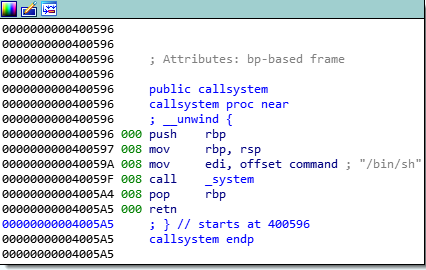 0000000000400596
0000000000400596
0000000000400596 ; Attributes: bp-based frame
0000000000400596
0000000000400596 public callsystem
0000000000400596 callsystem proc near
0000000000400596 ; __unwind {
0000000000400596 000 push rbp
0000000000400597 008 mov rbp, rsp
000000000040059A 008 mov edi, offset command ; "/bin/sh"
000000000040059F 008 call _system
00000000004005A4 008 pop rbp
00000000004005A5 000 retn
00000000004005A5 ; } // starts at 400596
00000000004005A5 callsystem endp
00000000004005A5